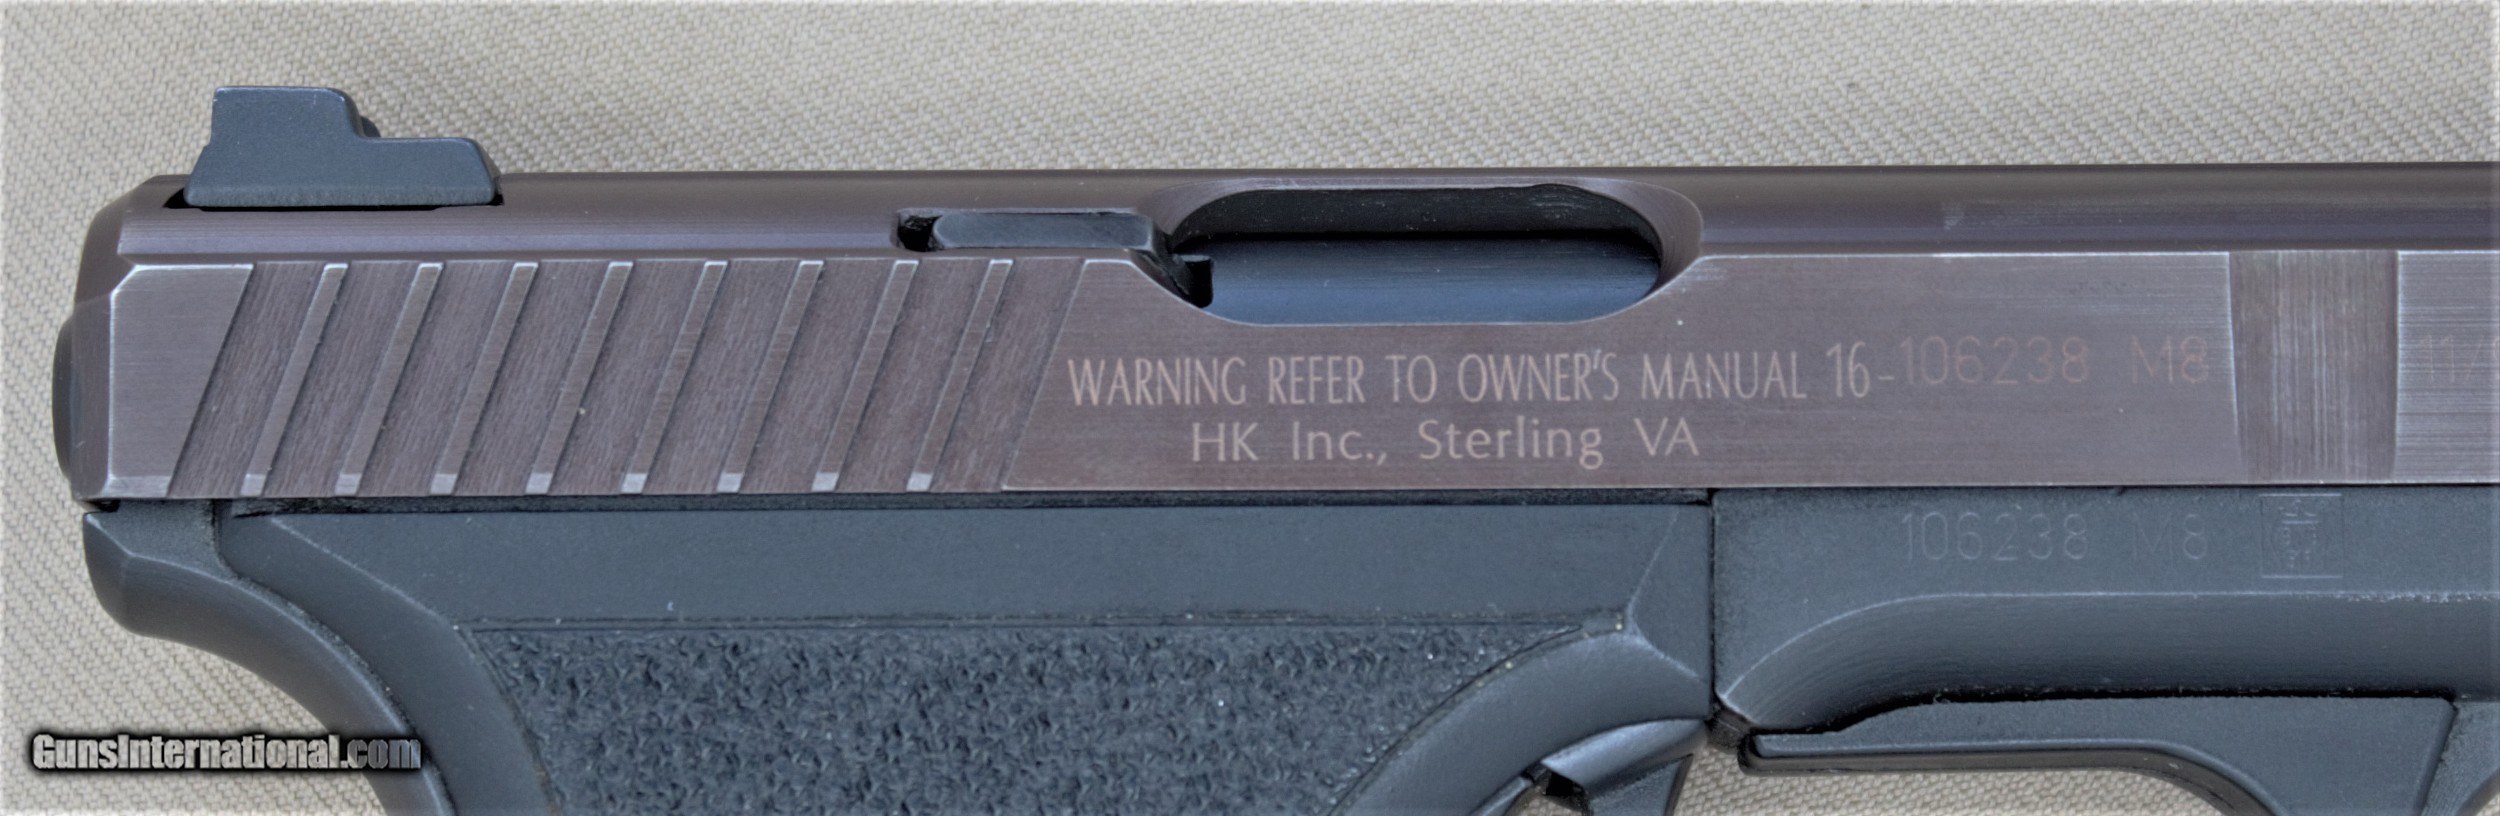 WARNING REFER TO OWNER'S MANUAL 16-106238 M8
HK Inc., Sterling VA
106238 M8
GunsInternational.com